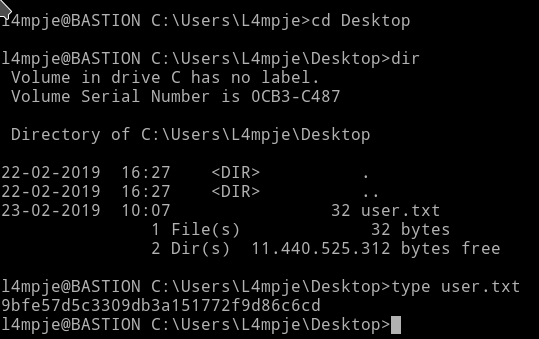 l4mpje@BASTION C:\Users\L4mpje>cd Desktop
l4mpje@BASTION C:\Users\L4mpje\Desktop>dir
 Volume in drive C has no label.
 Volume Serial Number is 0CB3-C487
 Directory of C:\Users\L4mpje\Desktop
22-02-2019  16:27    <DIR>          .
22-02-2019  16:27    <DIR>          ..
23-02-2019  10:07                32 user.txt
               1 File(s)             32 bytes
               2 Dir(s)  11.440.525.312 bytes free
l4mpje@BASTION C:\Users\L4mpje\Desktop>type user.txt
9bfe57d5c3309db3a151772f9d86c6cd
l4mpje@BASTION C:\Users\L4mpje\Desktop>